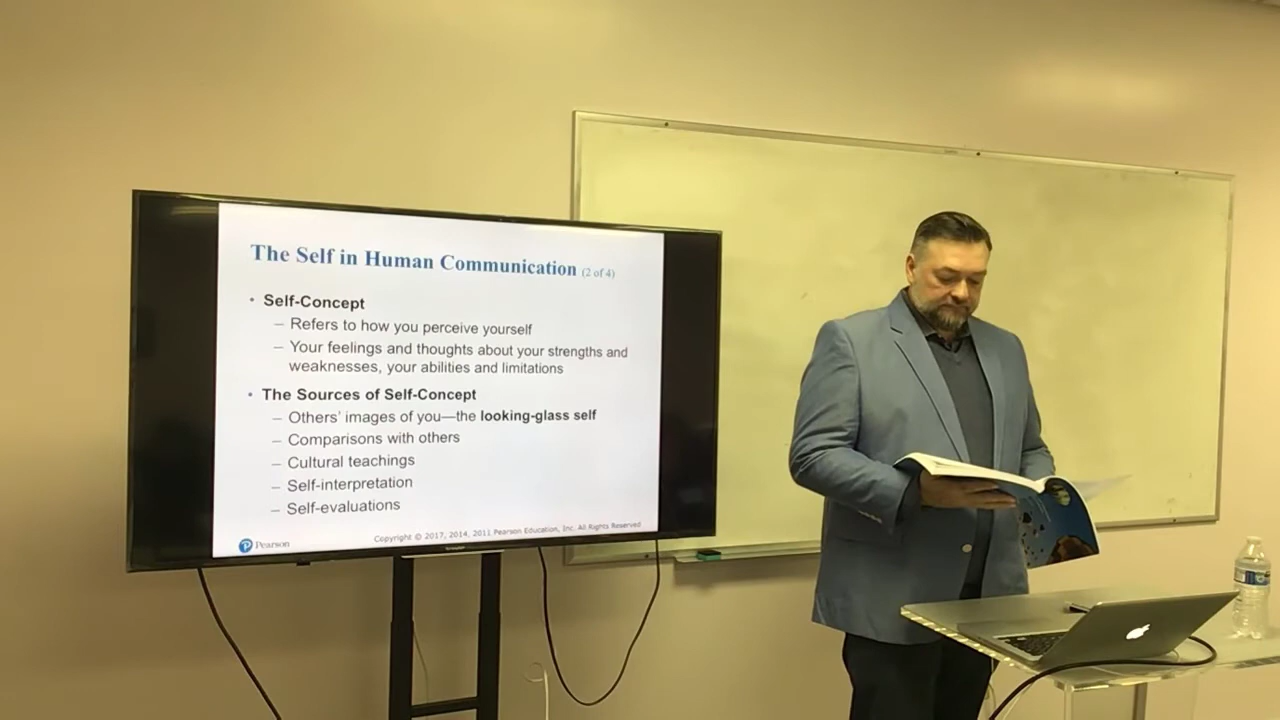 The Self in Human Communication (2 of 4)
• Self-Concept
– Refers to how you perceive yourself
– Your feelings and thoughts about your strengths and
weaknesses, your abilities and limitations
• The Sources of Self-Concept
– Others' images of you—the looking-glass self
– Comparisons with others
– Cultural teachings
– Self-interpretation
– Self-evaluations
Pearson
Copyright © 2017, 2014, 2011 Pearson Education, Inc. All Rights Reserved